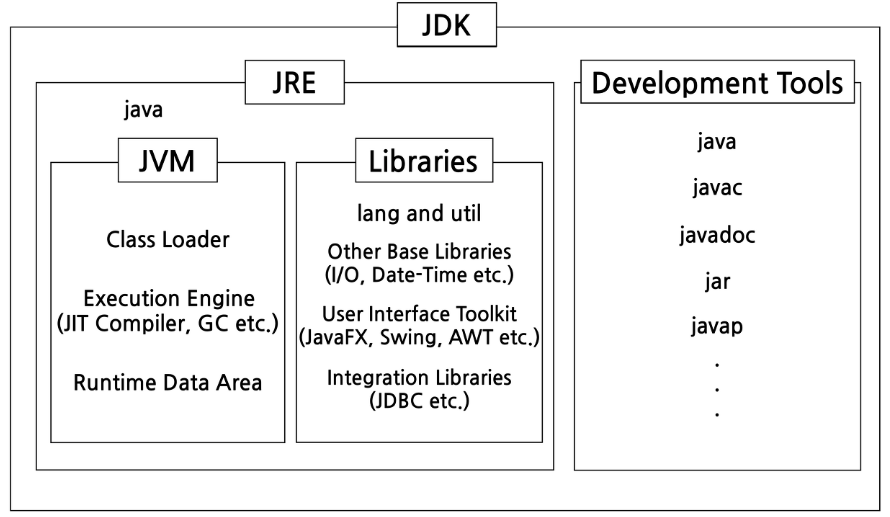 JDK
JRE
java
JVM
Class Loader
Execution Engine
(JIT Compiler, GC etc.)
Runtime Data Area
Libraries
lang and util
Other Base Libraries
(I/O, Date-Time etc.)
User Interface Toolkit
(JavaFX, Swing, AWT etc.)
Integration Libraries
(JDBC etc.)
Development Tools
java
javac
javadoc
jar
javap
.
.
.